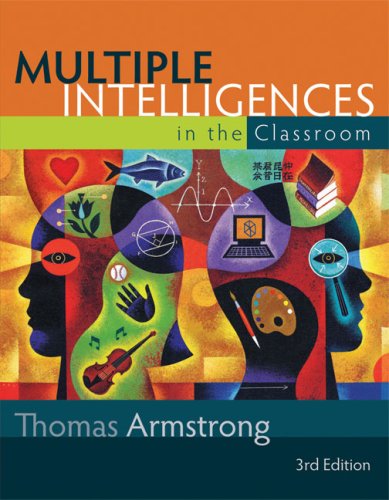 MULTIPLE
INTELLIGENCES
in the Classroom
Y
X
Thomas Armstrong
3rd Edition